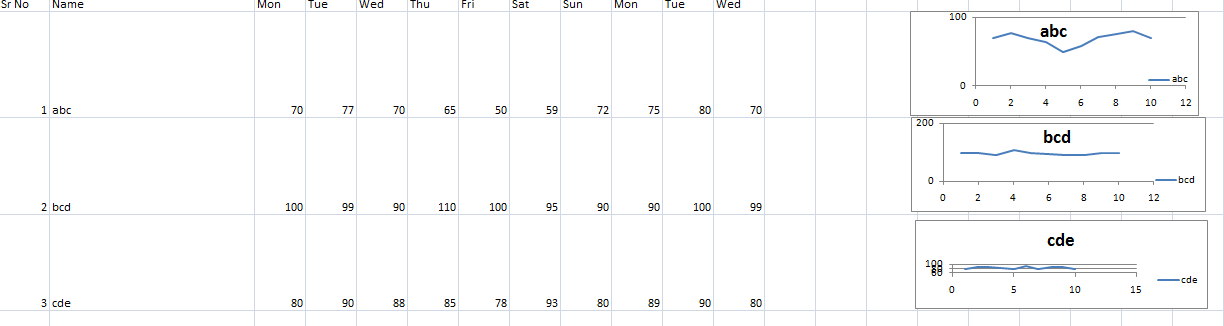 Sr No Name Mon Tue Wed Thu Fri Sat Sun Mon Tue Wed
1 abc 70 77 70 65 50 59 72 75 80 70
2 bcd 100 99 90 110 100 95 90 90 100 99
3 cde 80 90 88 85 78 93 80 89 90 80
100
abc
0
abc
0 2 4 6 8 10 12
200
bcd
0
bcd
0 2 4 6 8 10 12
cde
100
60
cde
0 5 10 15